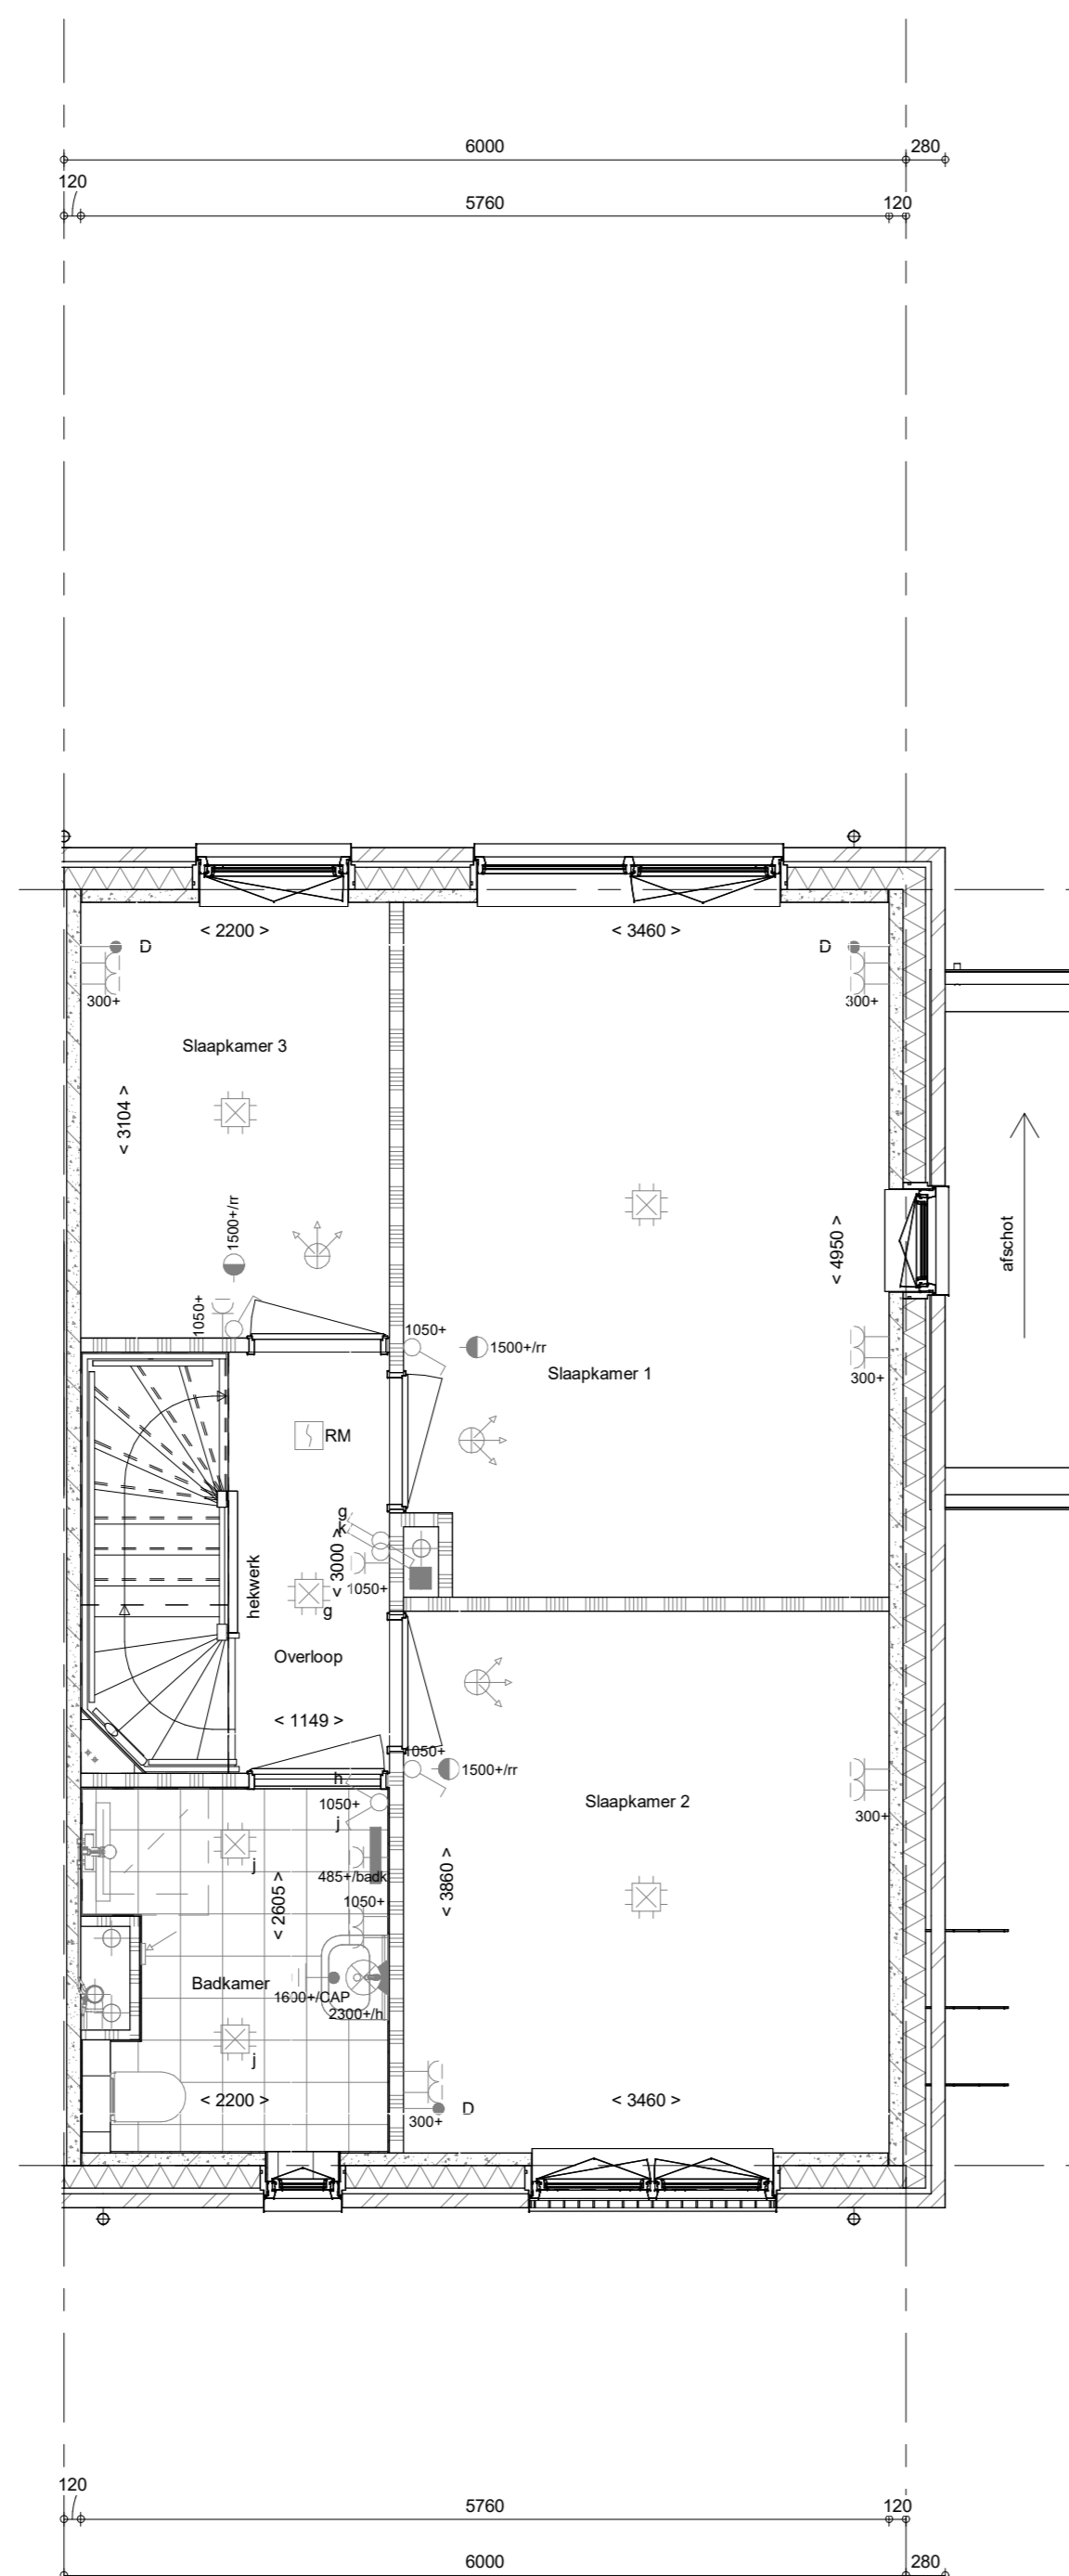 6000
280
120
5760
120
< 2200 >
< 3460 >
D
D
300+
300+
Slaapkamer 3
< 3104 >
1500+/rr
< 4950 >
afschot
1050+
1050+
1500+/rr
Slaapkamer 1
300+
RM
g
k
< 3000 >
1050+
hekwerk
g
Overloop
< 1149 >
1050+
1500+/rr
h
1050+
j
Slaapkamer 2
300+
j
485+/badk
< 3860 >
1050+
< 2605 >
Badkamer
1600+/CAP
2300+/h
j
< 2200 >
< 3460 >
300+
D
120
5760
120
6000
280